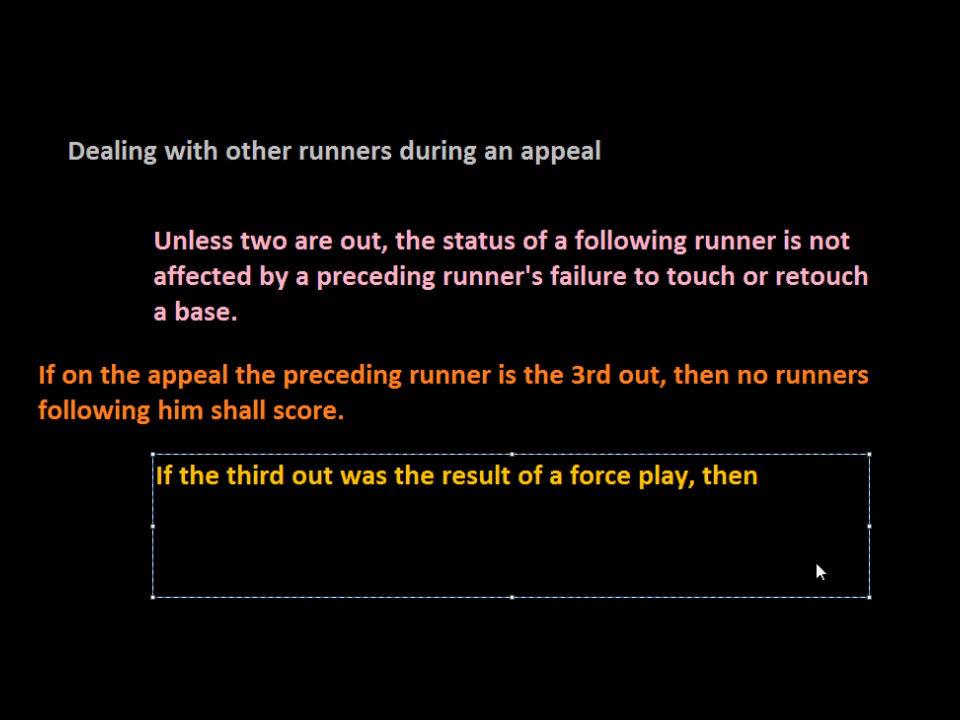 Dealing with other runners during an appeal
Unless two are out, the status of a following runner is not
affected by a preceding runner's failure to touch or retouch
a base.
If on the appeal the preceding runner is the 3rd out, then no runners
following him shall score.
If the third out was the result of a force play, then